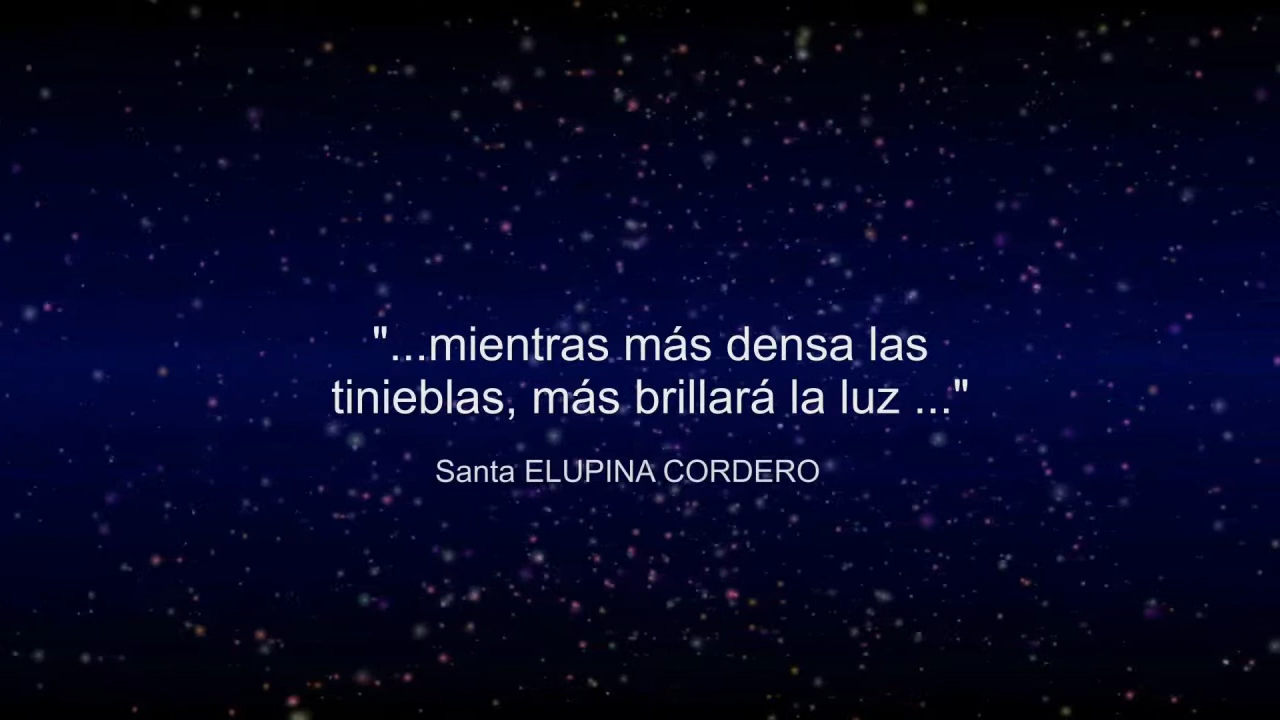 "...mientras más densa las
tinieblas, más brillará la luz ..."
Santa ELUPINA CORDERO